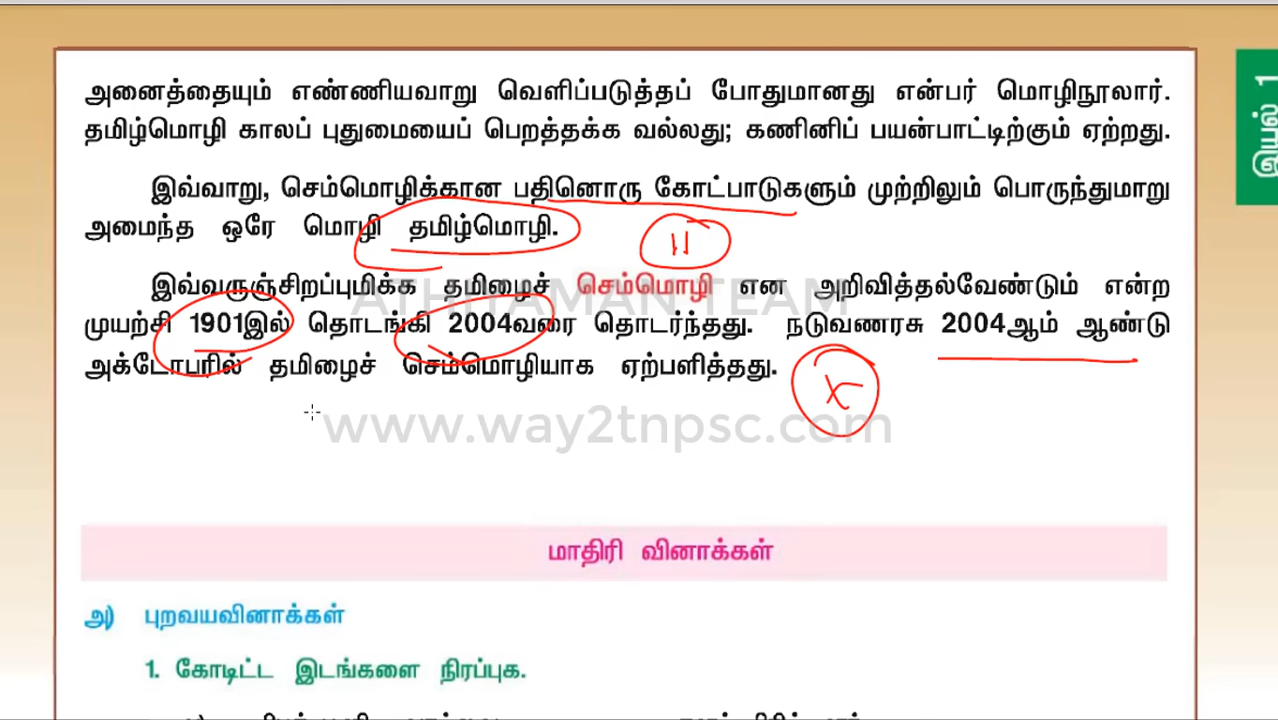 அனைத்தையும் எண்ணியவாறு வெளிப்படுத்தப் போதுமானது என்பர் மொழிநூலார்.
தமிழ்மொழி காலப் புதுமையைப் பெறத்தக்க வல்லது; கணினிப் பயன்பாட்டிற்கும் ஏற்றது.
இயல் 1
இவ்வாறு, செம்மொழிக்கான பதினொரு கோட்பாடுகளும் முற்றிலும் பொருந்துமாறு
அமைந்த ஒரே மொழி தமிழ்மொழி.
11
இவ்வருஞ்சிறப்புமிக்க தமிழைச் செம்மொழி என அறிவித்தல்வேண்டும் என்ற
ATHIYAMAN TEAM
முயற்சி 1901இல் தொடங்கி 2004வரை தொடர்ந்தது. நடுவணரசு 2004ஆம் ஆண்டு
அக்டோபரில் தமிழைச் செம்மொழியாக ஏற்பளித்தது.
www.way2tnpsc.com
மாதிரி வினாக்கள்
அ) புறவயவினாக்கள்
1. கோடிட்ட இடங்களை நிரப்புக.